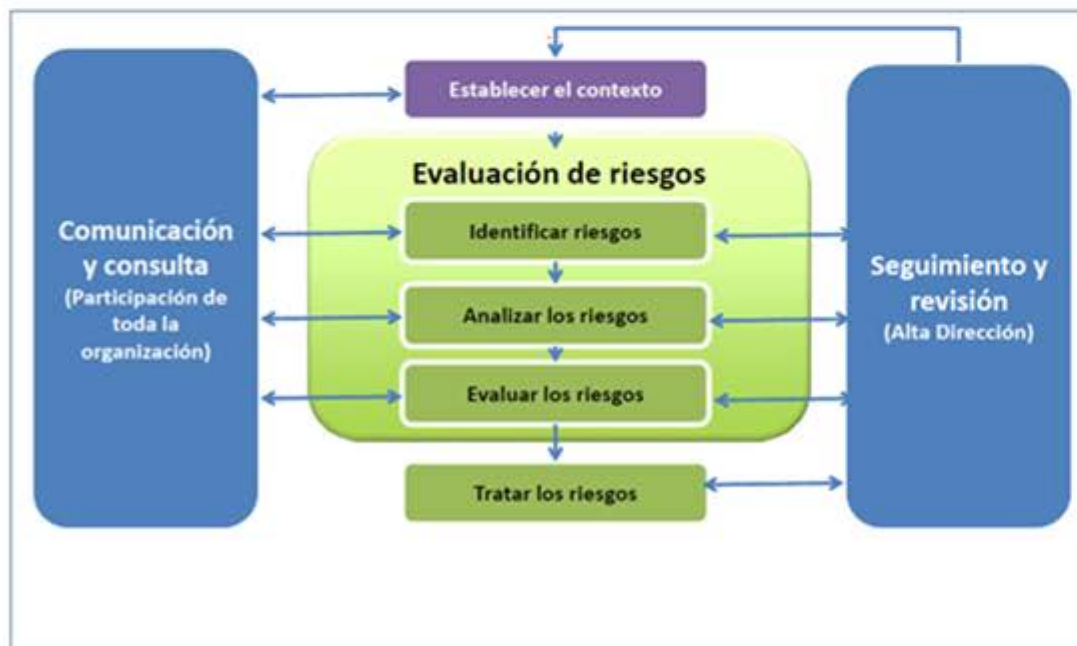 Establecer el contexto
Evaluación de riesgos
Comunicación
y consulta
(Participación de
toda la
organización)
Identificar riesgos
Analizar los riesgos
Evaluar los riesgos
Tratar los riesgos
Seguimiento y
revisión
(Alta Dirección)